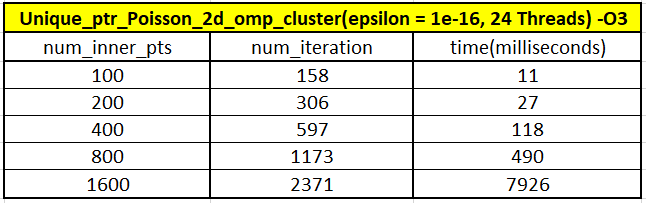 Unique_ptr_Poisson_2d_omp_cluster(epsilon = 1e-16, 24 Threads) -O3
num_inner_pts num_iteration time(milliseconds)
100 158 11
200 306 27
400 597 118
800 1173 490
1600 2371 7926